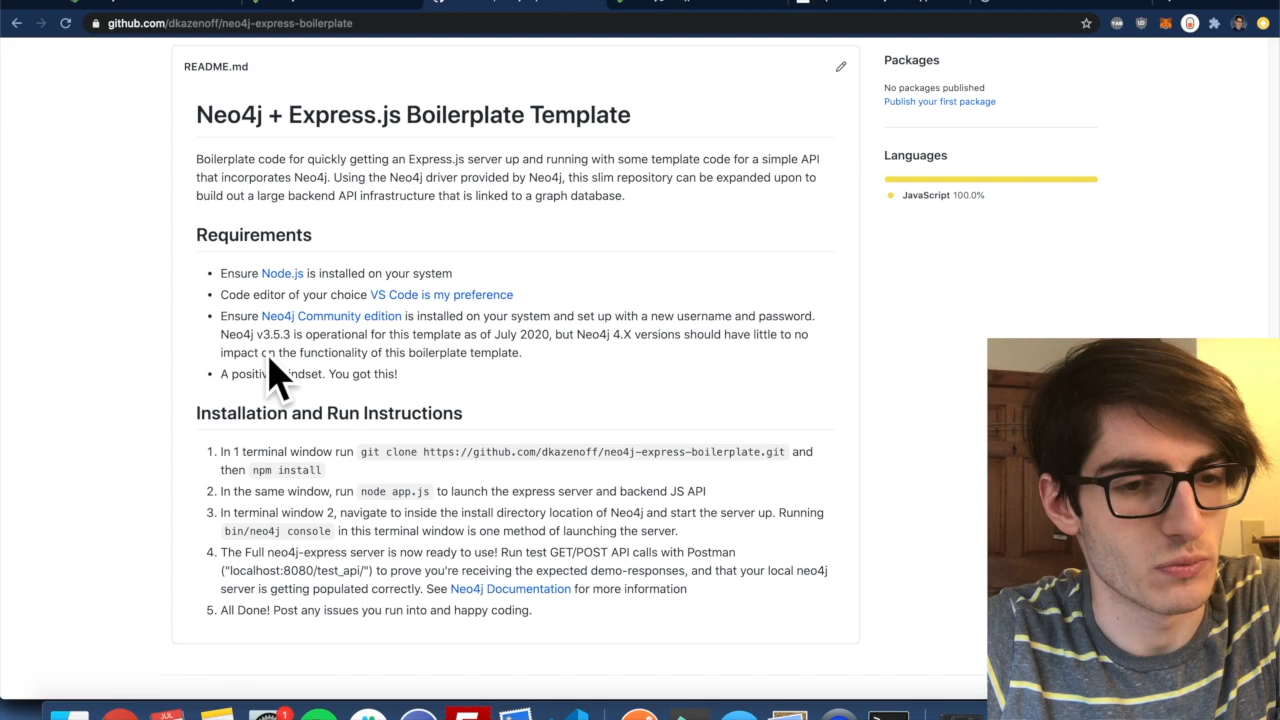 github.com/dkazenoff/neo4j-express-boilerplate
README.md
Neo4j + Express.js Boilerplate Template
Boilerplate code for quickly getting an Express.js server up and running with some template code for a simple API
that incorporates Neo4j. Using the Neo4j driver provided by Neo4j, this slim repository can be expanded upon to
build out a large backend API infrastructure that is linked to a graph database.
Requirements
• Ensure Node.js is installed on your system
• Code editor of your choice VS Code is my preference
• Ensure Neo4j Community edition is installed on your system and set up with a new username and password.
Neo4j v3.5.3 is operational for this template as of July 2020, but Neo4j 4.X versions should have little to no
impact on the functionality of this boilerplate template.
• A positive mindset. You got this!
Installation and Run Instructions
1. In 1 terminal window run git clone https://github.com/dkazenoff/neo4j-express-boilerplate.git and
then npm install
2. In the same window, run node app.js to launch the express server and backend JS API
3. In terminal window 2, navigate to inside the install directory location of Neo4j and start the server up. Running
bin/neo4j console in this terminal window is one method of launching the server.
4. The Full neo4j-express server is now ready to use! Run test GET/POST API calls with Postman
("localhost:8080/test_api/") to prove you're receiving the expected demo-responses, and that your local neo4j
server is getting populated correctly. See Neo4j Documentation for more information
5. All Done! Post any issues you run into and happy coding.
Packages
No packages published
Publish your first package
Languages
JavaScript 100.0%
JUL
1